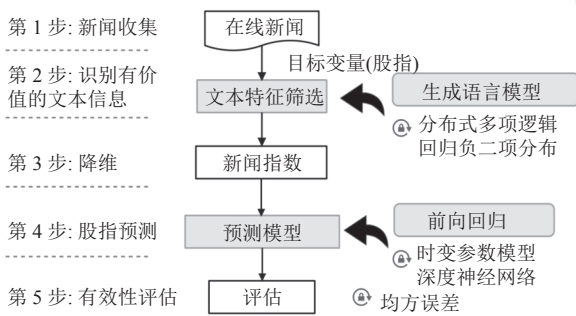 第 1 步: 新闻收集
在线新闻
目标变量(股指)
第 2 步: 识别有价
值的文本信息
文本特征筛选
生成语言模型
分布式多项逻辑
回归负二项分布
第 3 步: 降维
新闻指数
第 4 步: 股指预测
预测模型
前向回归
时变参数模型
深度神经网络
第 5 步: 有效性评估
评估
均方误差